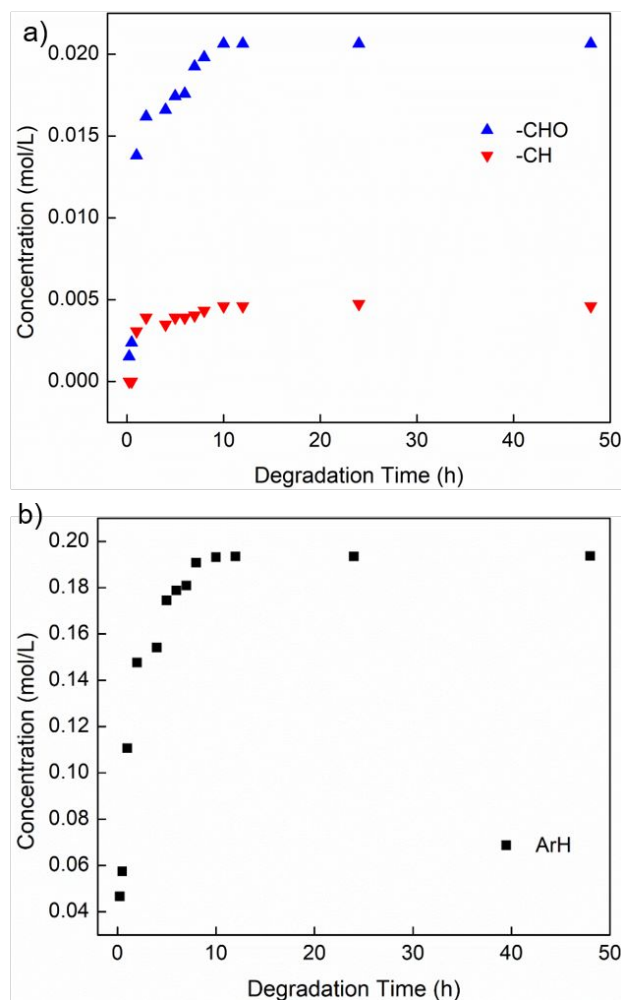 a)
0.020
0.015
0.010
0.005
0.000
Concentration (mol/L)
-CHO
-CH
0 10 20 30 40 50
Degradation Time (h)
b)
0.20
0.18
0.16
0.14
0.12
0.10
0.08
0.06
0.04
Concentration (mol/L)
ArH
0 10 20 30 40 50
Degradation Time (h)